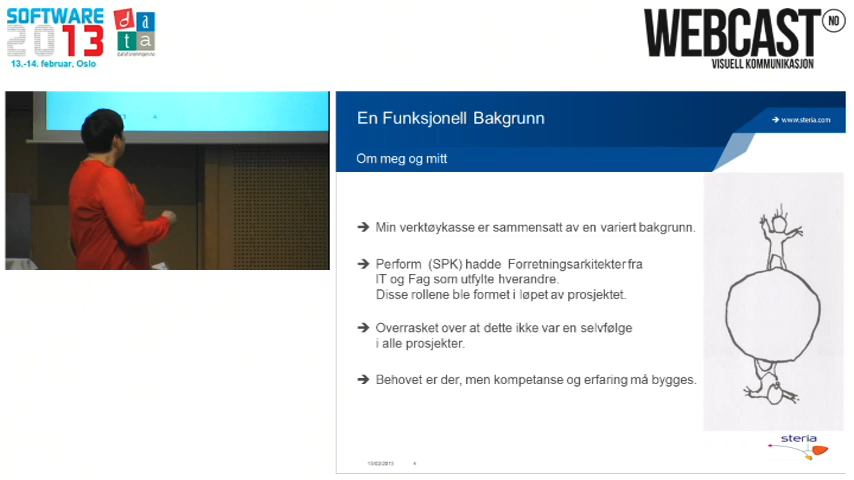 SOFTWARE
2013
13.-14. februar, Oslo
data
WEBCAST NO
VISUELL KOMMUNIKASJON
En Funksjonell Bakgrunn
www.steria.com
Om meg og mitt
Min verktøykasse er sammensatt av en variert bakgrunn.
Perform (SPK) hadde Forretningsarkitekter fra
IT og Fag som utfylte hverandre.
Disse rollene ble formet i løpet av prosjektet.
Overrasket over at dette ikke var en selvfølge
i alle prosjekter.
Behovet er der, men kompetanse og erfaring må bygges.
steria
13/02/2013 4